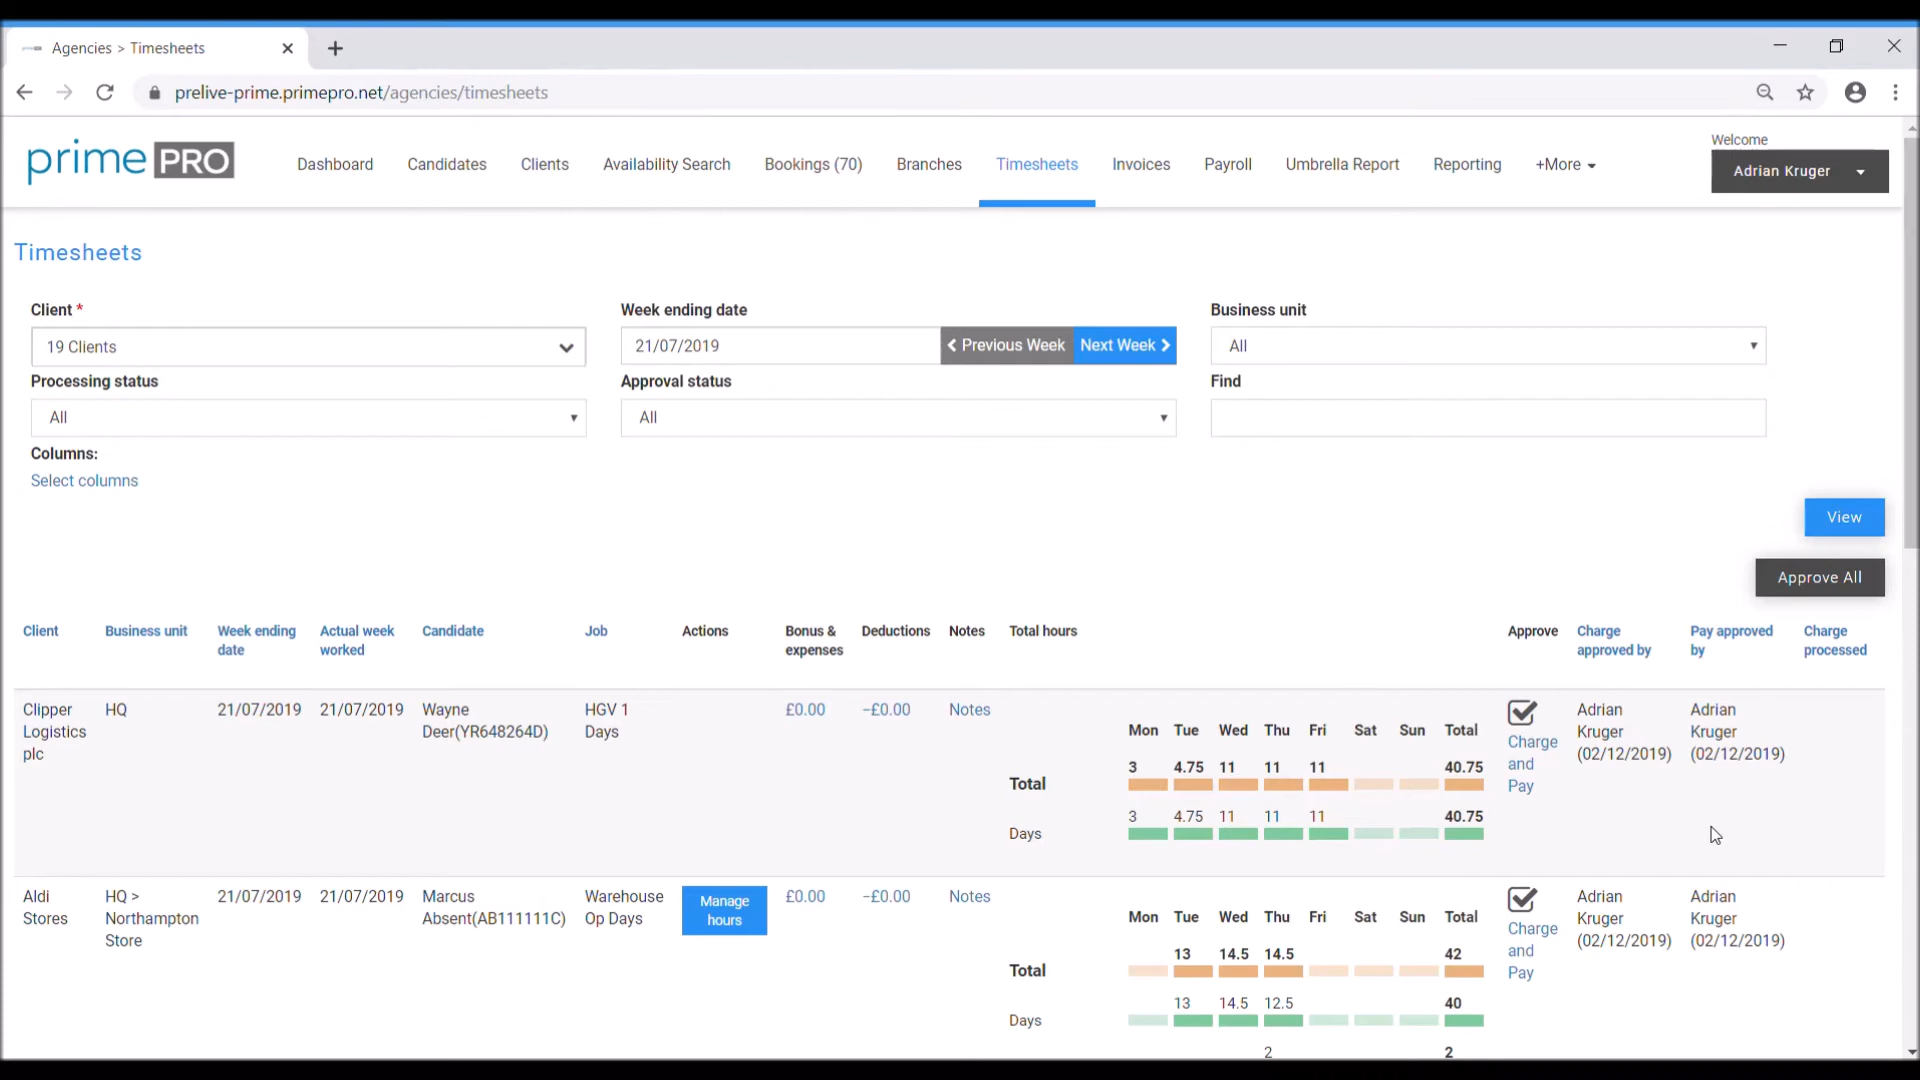 Agencies > Timesheets
prelive-prime.primepro.net/agencies/timesheets
prime PRO
Dashboard
Candidates
Clients
Availability Search
Bookings (70)
Branches
Timesheets
Invoices
Payroll
Umbrella Report
Reporting
+More
Welcome
Adrian Kruger
Timesheets
Client *
Week ending date
Business unit
19 Clients
21/07/2019
Previous Week
Next Week
All
Processing status
Approval status
Find
All
All
Columns:
Select columns
View
Approve All
Client
Business unit
Week ending
date
Actual week
worked
Candidate
Job
Actions
Bonus &
expenses
Deductions
Notes
Total hours
Approve
Charge
approved by
Pay approved
by
Charge
processed
Clipper
Logistics
plc
HQ
21/07/2019
21/07/2019
Wayne
Deer(YR648264D)
HGV 1
Days
£0.00
−£0.00
Notes
Mon Tue Wed Thu Fri Sat Sun Total
3 4.75 11 11 11 40.75
Total
3 4.75 11 11 11 40.75
Days
Charge
and
Pay
Adrian
Kruger
(02/12/2019)
Adrian
Kruger
(02/12/2019)
Aldi
Stores
HQ >
Northampton
Store
21/07/2019
21/07/2019
Marcus
Absent(AB111111C)
Warehouse
Op Days
Manage
hours
£0.00
−£0.00
Notes
Mon Tue Wed Thu Fri Sat Sun Total
13 14.5 14.5 42
Total
13 14.5 12.5 40
Days
2 2
Charge
and
Pay
Adrian
Kruger
(02/12/2019)
Adrian
Kruger
(02/12/2019)